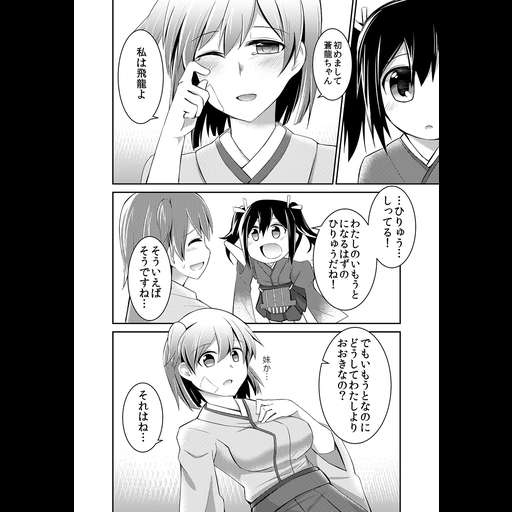 初めまして
蒼龍ちゃん
私は飛龍よ
…ひりゅう…
しってる！
わたしのいもうと
になるはずの
ひりゅうだね！
そういえば
そうですね…
でもいもうとなのに
どうしてわたしより
おおきなの？
妹か…
それはね…